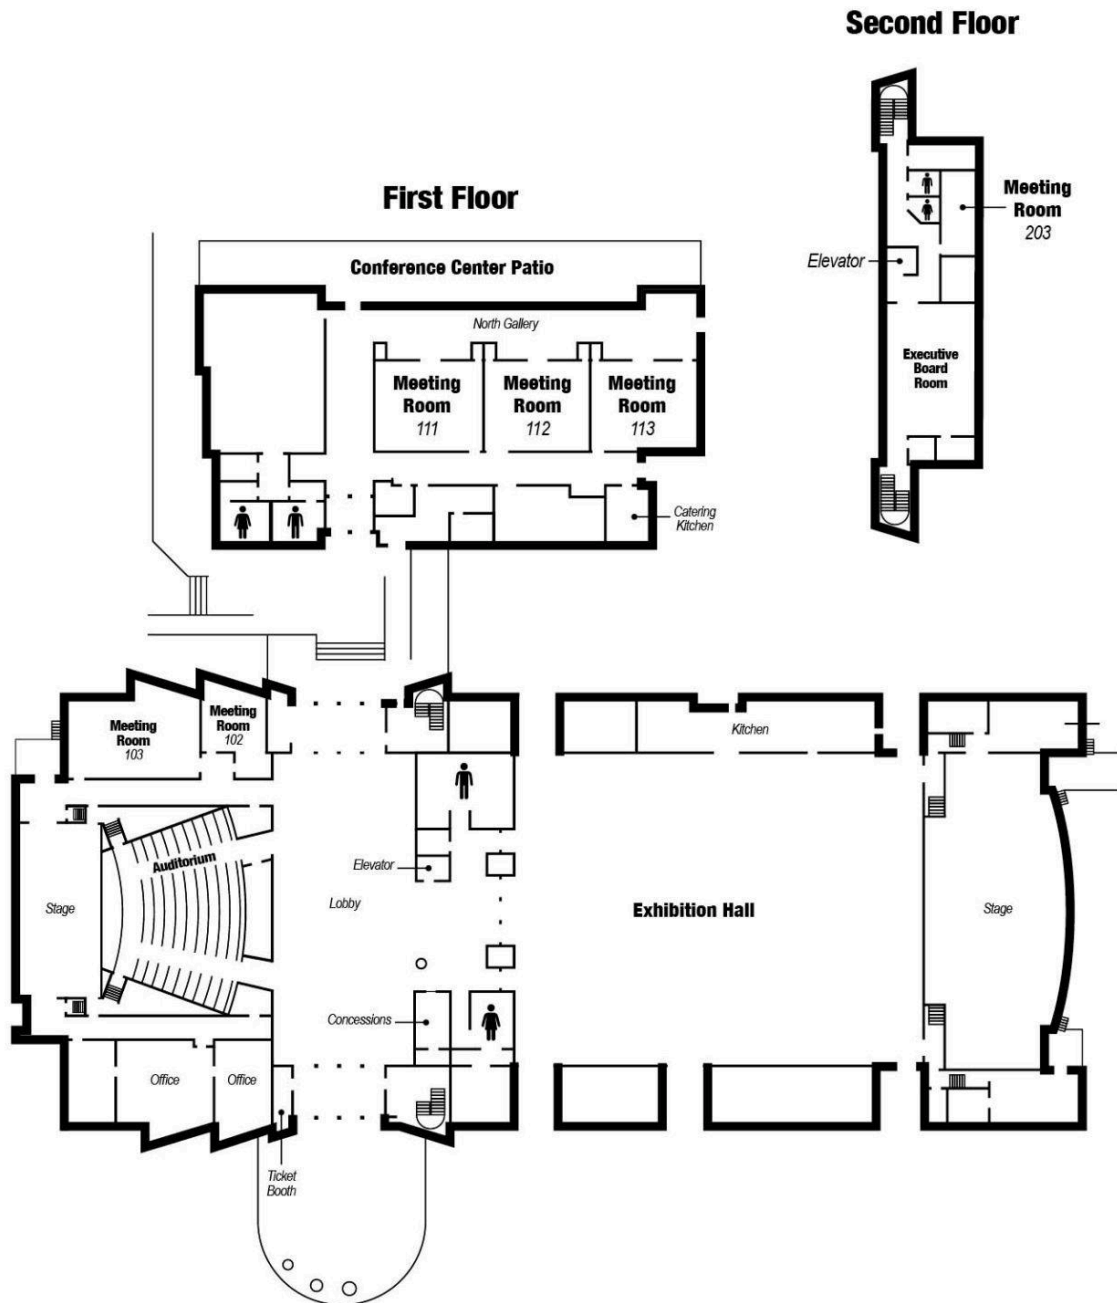 Second Floor
Meeting
Room
203
Elevator
Executive
Board
Room
First Floor
Conference Center Patio
North Gallery
Meeting
Room
111
Meeting
Room
112
Meeting
Room
113
Catering
Kitchen
Meeting
Room
103
Meeting
Room
102
Kitchen
Auditorium
Elevator
Stage
Lobby
Exhibition Hall
Stage
Concessions
Office
Office
Ticket
Booth